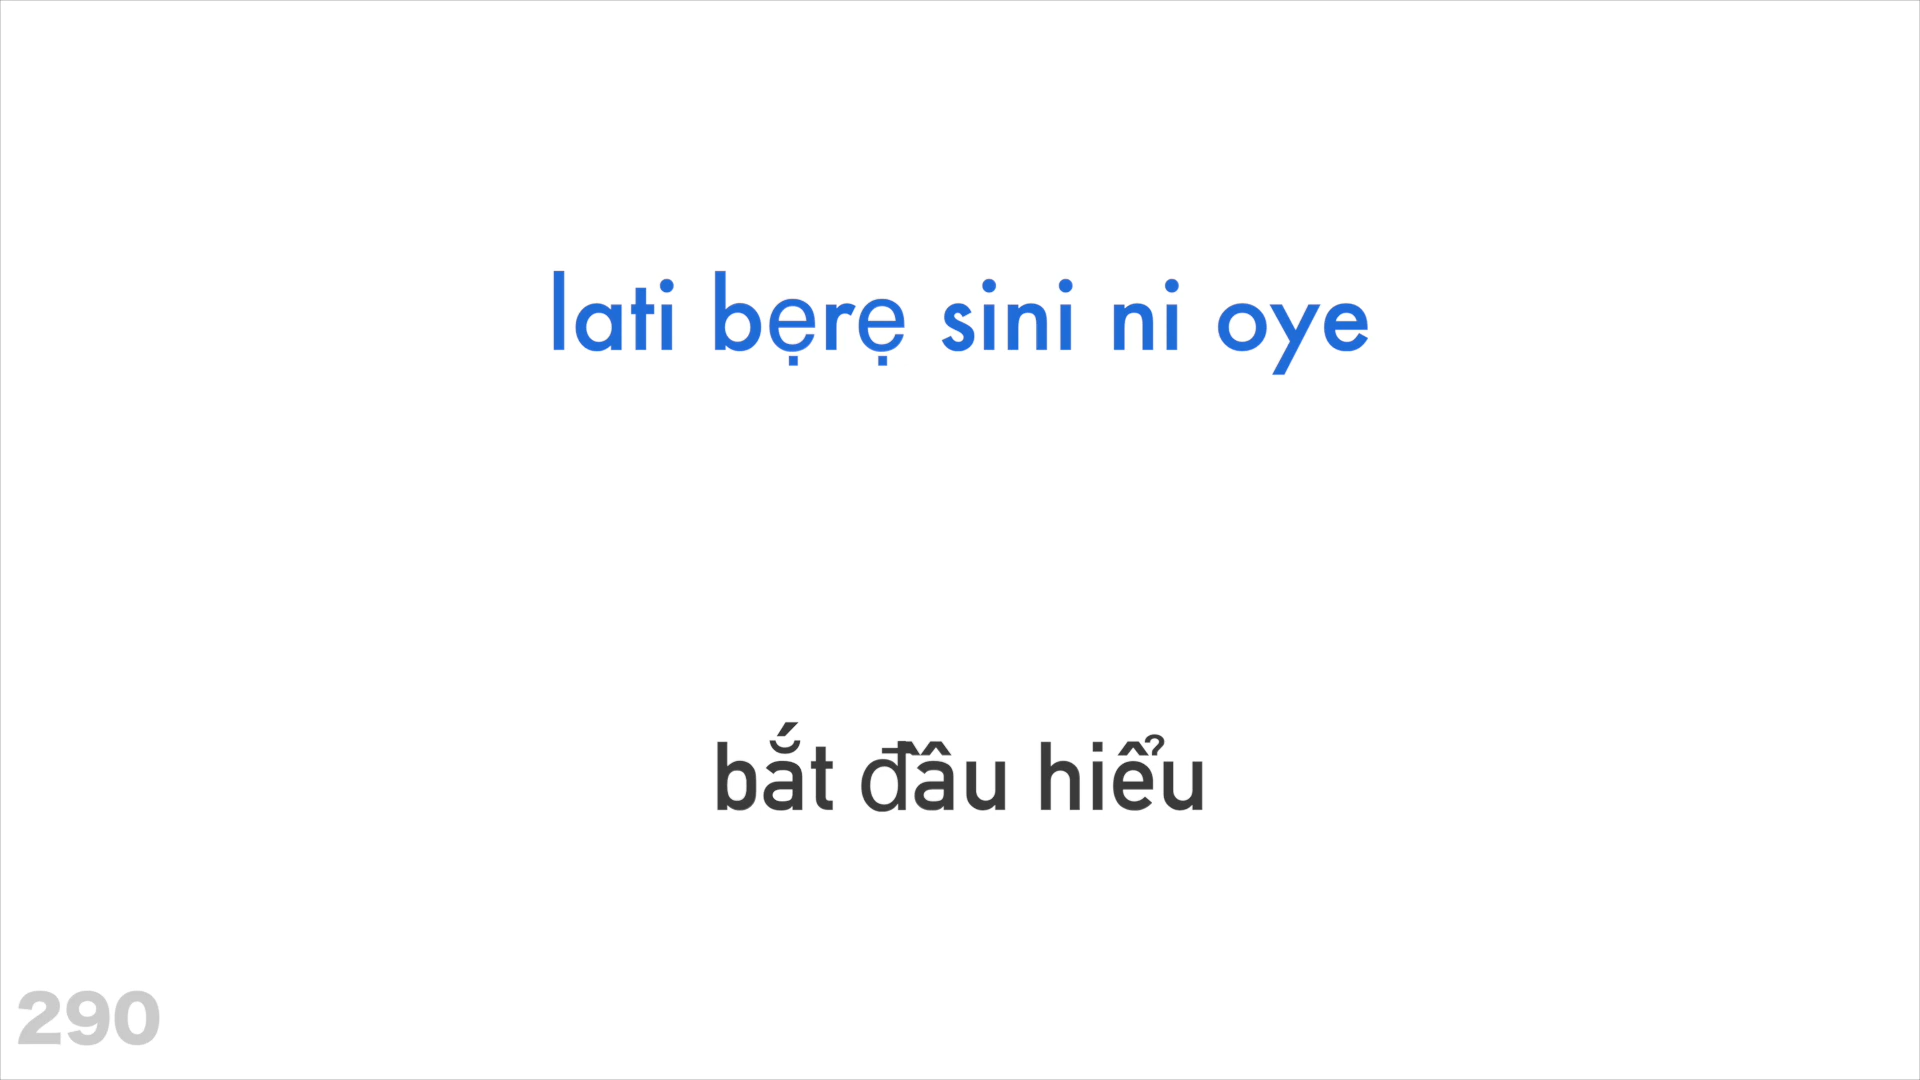 lati bẹrẹ sini ni oye
bắt đầu hiểu
290